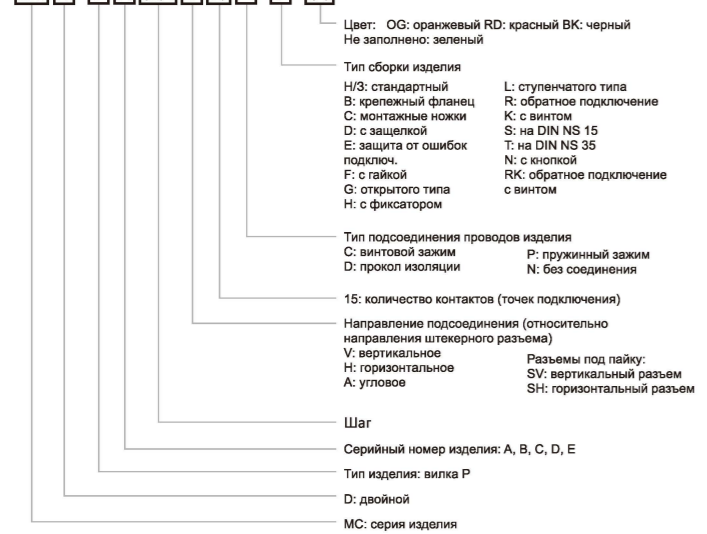 Цвет: OG: оранжевый RD: красный BK: черный
Не заполнено: зеленый
Тип сборки изделия
Н/З: стандартный
B: крепежный фланец
C: монтажные ножки
D: с защелкой
E: защита от ошибок
подключ.
F: с гайкой
G: открытого типа
H: с фиксатором
L: ступенчатого типа
R: обратное подключение
K: с винтом
S: на DIN NS 15
T: на DIN NS 35
N: с кнопкой
RK: обратное подключение
с винтом
Тип подсоединения проводов изделия
C: винтовой зажим
D: прокол изоляции
P: пружинный зажим
N: без соединения
15: количество контактов (точек подключения)
Направление подсоединения (относительно
направления штекерного разъема)
V: вертикальное
H: горизонтальное
A: угловое
Разъемы под пайку:
SV: вертикальный разъем
SH: горизонтальный разъем
Шаг
Серийный номер изделия: A, B, C, D, E
Тип изделия: вилка P
D: двойной
MC: серия изделия